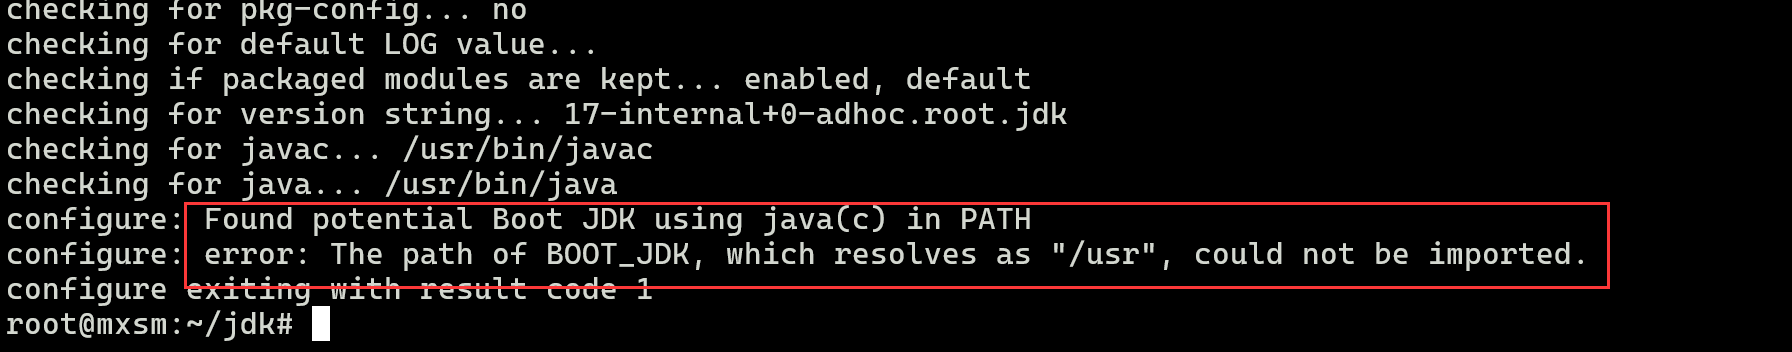 checking for pkg-config... no
checking for default LOG value...
checking if packaged modules are kept... enabled, default
checking for version string... 17-internal+0-adhoc.root.jdk
checking for javac... /usr/bin/javac
checking for java... /usr/bin/java
configure: Found potential Boot JDK using java(c) in PATH
configure: error: The path of BOOT_JDK, which resolves as "/usr", could not be imported.
configure exiting with result code 1
root@mxsm:~/jdk#